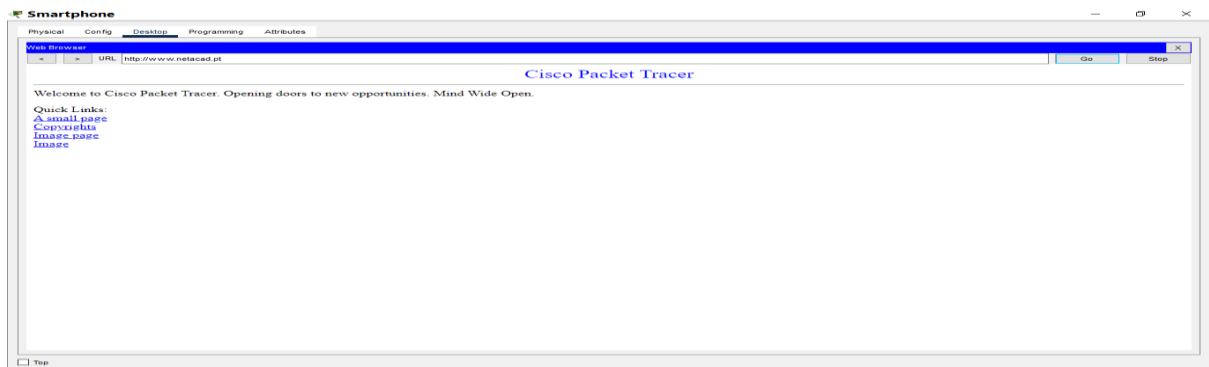 Smartphone
Physical Config Desktop Programming Attributes
Web Browser X
< > URL http://www.netacad.pt Go Stop
Cisco Packet Tracer
Welcome to Cisco Packet Tracer. Opening doors to new opportunities. Mind Wide Open.
Quick Links:
A small page
Copyrights
Image page
Image
Top